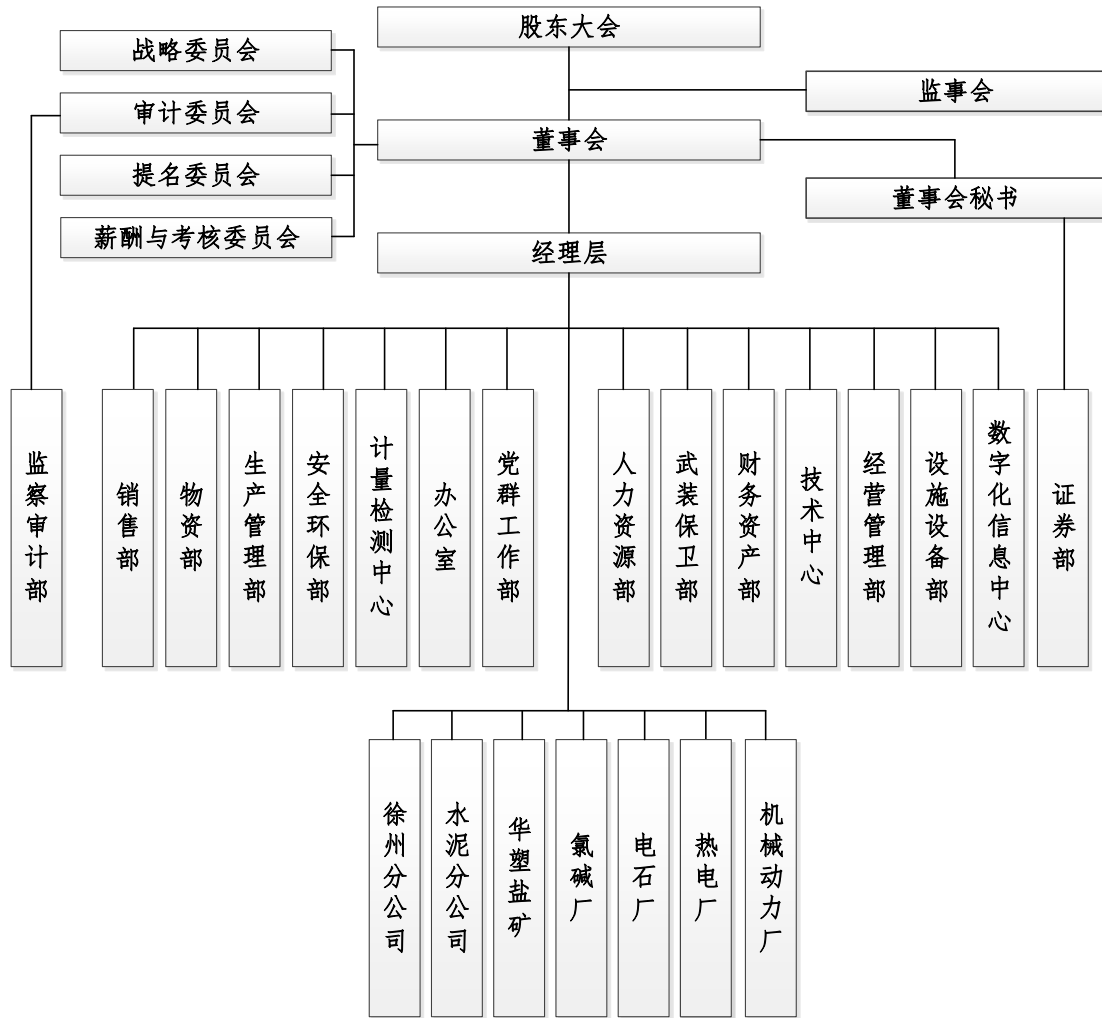 股东大会
战略委员会
监事会
审计委员会
董事会
提名委员会
董事会秘书
薪酬与考核委员会
经理层
监察审计部
销售部
物资部
生产管理部
安全环保部
计量检测中心
办公室
党群工作部
人力资源部
武装保卫部
财务资产部
技术中心
经营管理部
设施设备部
数字化信息中心
证券部
徐州分公司
水泥分公司
华塑盐矿
氯碱厂
电石厂
热电厂
机械动力厂